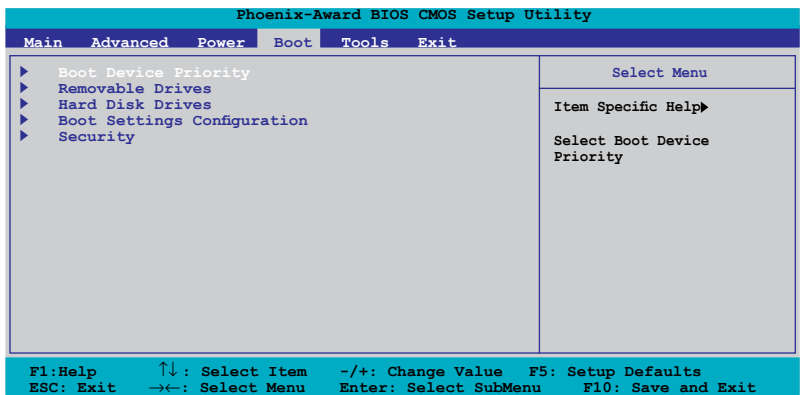 Phoenix-Award BIOS CMOS Setup Utility
Main Advanced Power Boot Tools Exit
Boot Device Priority
Removable Drives
Hard Disk Drives
Boot Settings Configuration
Security
Select Menu
Item Specific Help▶
Select Boot Device
Priority
F1:Help ↑↓: Select Item -/+: Change Value F5: Setup Defaults
ESC: Exit →←: Select Menu Enter: Select SubMenu F10: Save and Exit